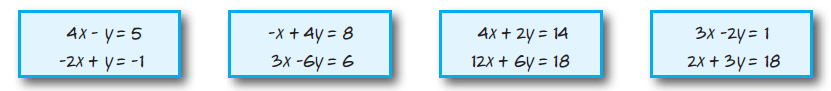 4x - y = 5
-2x + y = -1
-x + 4y = 8
3x -6y = 6
4x + 2y = 14
12x + 6y = 18
3x -2y = 1
2x + 3y = 18